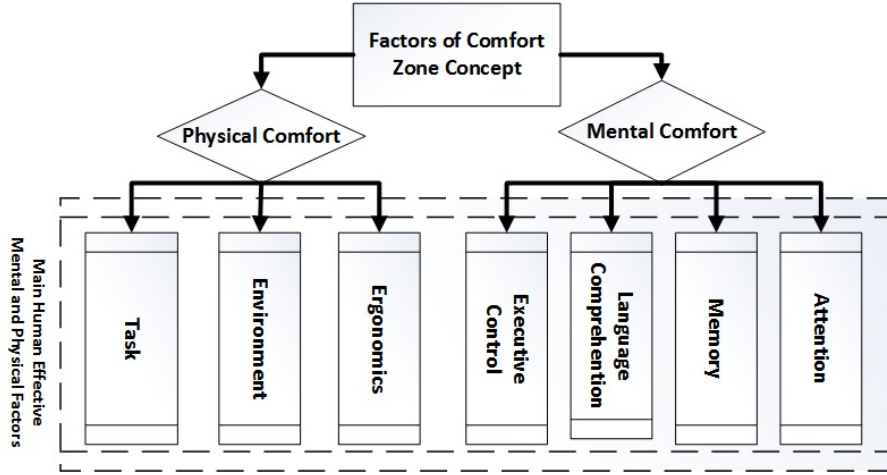 Factors of Comfort
Zone Concept
Physical Comfort
Mental Comfort
Main Human Effective
Mental and Physical Factors
Task
Environment
Ergonomics
Executive
Control
Language
Comprehention
Memory
Attention